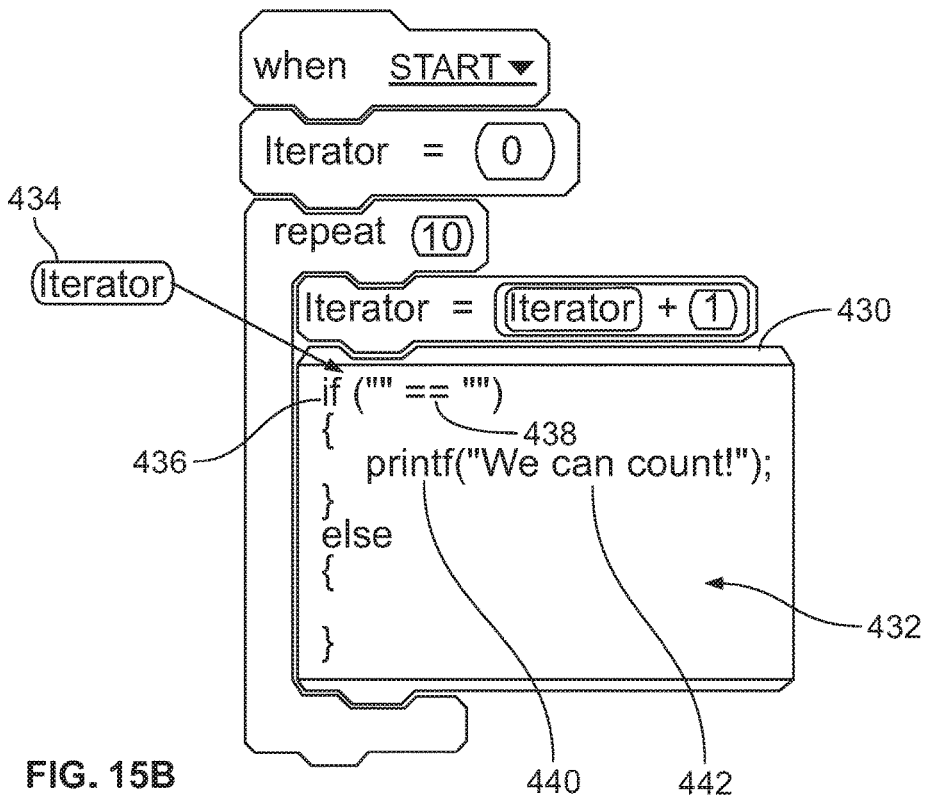 when START
Iterator = 0
434
repeat 10
Iterator
Iterator = Iterator + 1
430
if ("" == "")
436
{
438
printf("We can count!");
}
else
{
432
}
FIG. 15B
440
442